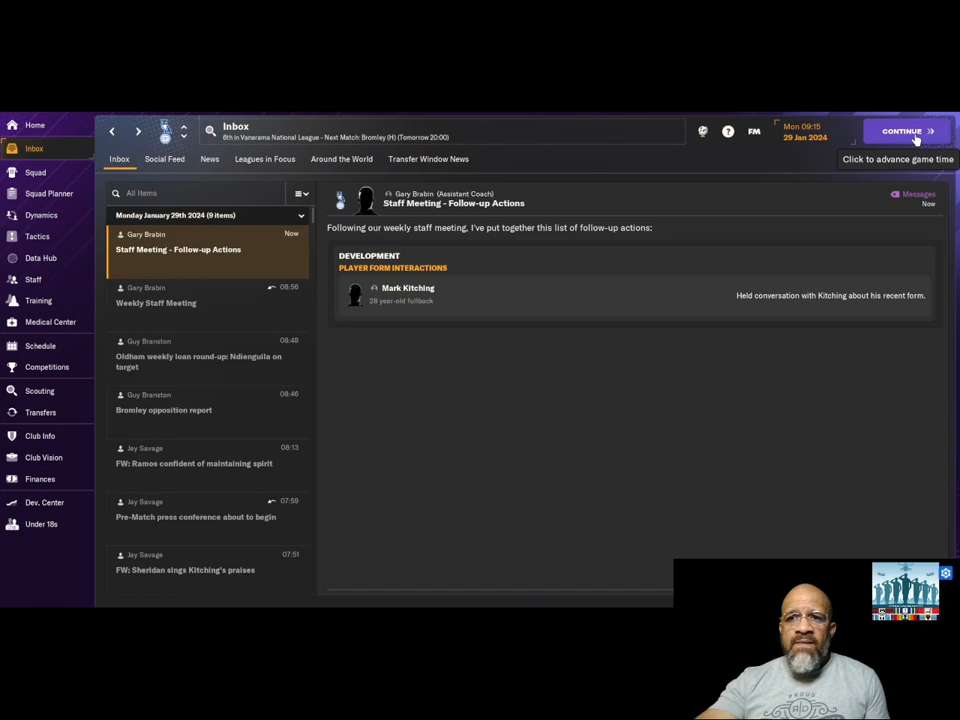 Home
Inbox
Squad
Squad Planner
Dynamics
Tactics
Data Hub
Staff
Training
Medical Center
Schedule
Competitions
Scouting
Transfers
Club Info
Club Vision
Finances
Dev. Center
Under 18s
Inbox
6th in Vanarama National League - Next Match: Bromley (H) (Tomorrow 20:00)
FM
Mon 09:15
29 Jan 2024
CONTINUE
Click to advance game time
Inbox
Social Feed
News
Leagues in Focus
Around the World
Transfer Window News
All Items
Monday January 29th 2024 (9 items)
Gary Brabin Now
Staff Meeting - Follow-up Actions
Gary Brabin 08:56
Weekly Staff Meeting
Guy Branston 08:48
Oldham weekly loan round-up: Ndienguila on
target
Guy Branston 08:46
Bromley opposition report
Jay Savage 08:13
FW: Ramos confident of maintaining spirit
Jay Savage 07:59
Pre-Match press conference about to begin
Jay Savage 07:51
FW: Sheridan sings Kitching's praises
Gary Brabin (Assistant Coach)
Staff Meeting - Follow-up Actions
Messages
Now
Following our weekly staff meeting, I've put together this list of follow-up actions:
DEVELOPMENT
PLAYER FORM INTERACTIONS
Mark Kitching
28 year-old fullback
Held conversation with Kitching about his recent form.
PROUD